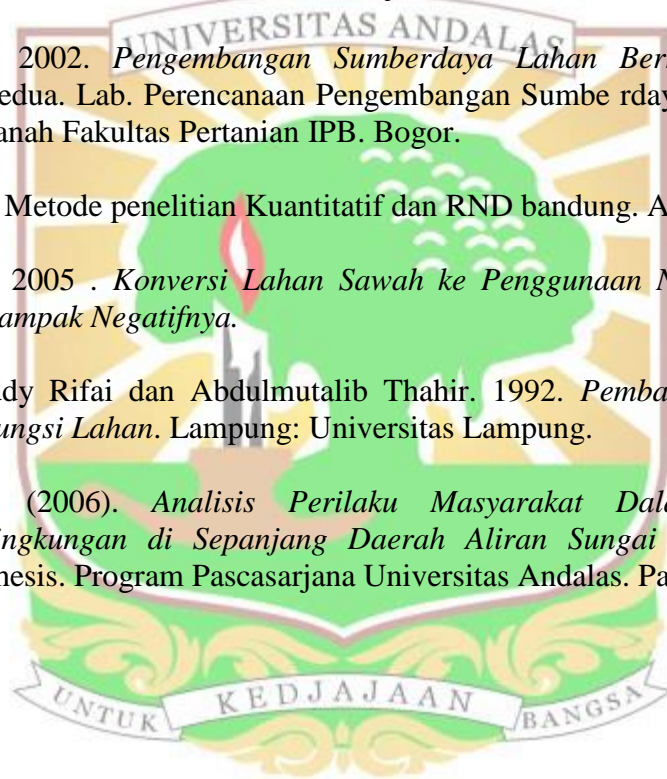 UNIVERSITAS ANDALAS
2002. Pengembangan Sumberdaya Lahan Ber
edua. Lab. Perencanaan Pengembangan Sumbe rday
anah Fakultas Pertanian IPB. Bogor.
Metode penelitian Kuantitatif dan RND bandung. A
2005 . Konversi Lahan Sawah ke Penggunaan N
ampak Negatifnya.
dy Rifai dan Abdulmutalib Thahir. 1992. Pemba
ungsi Lahan. Lampung: Universitas Lampung.
(2006). Analisis Perilaku Masyarakat Dala
ingkungan di Sepanjang Daerah Aliran Sungai
hesis. Program Pascasarjana Universitas Andalas. Pa
UNTUK KEDJAJAAN BANGSA